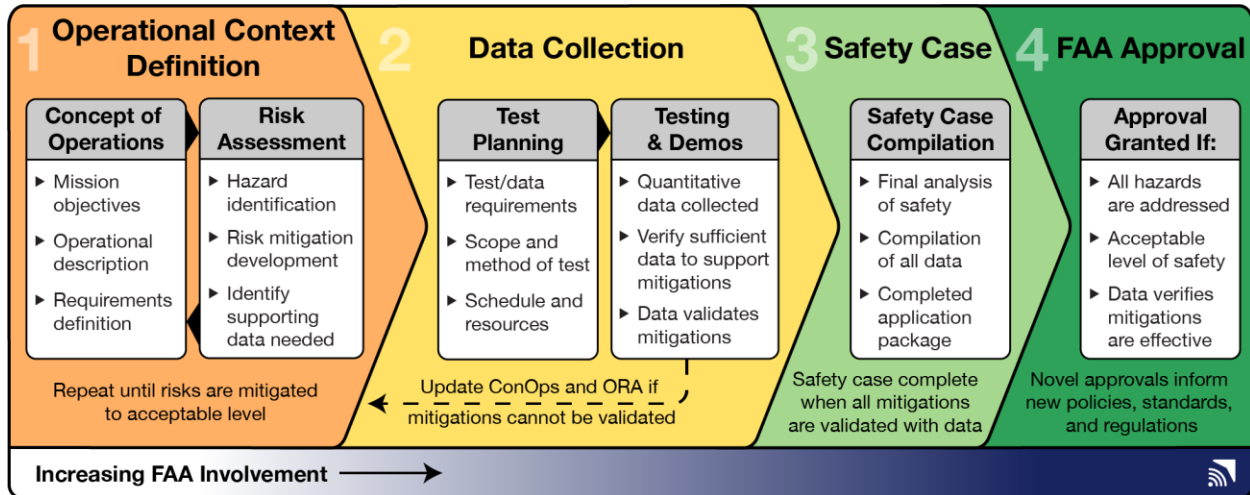 1
Operational Context
Definition
Concept of
Operations
▸ Mission
objectives
▸ Operational
description
▸ Requirements
definition
Risk
Assessment
▸ Hazard
identification
▸ Risk mitigation
development
▸ Identify
supporting
data needed
Repeat until risks are mitigated
to acceptable level
2
Data Collection
Test
Planning
▸ Test/data
requirements
▸ Scope and
method of test
▸ Schedule and
resources
Testing
& Demos
▸ Quantitative
data collected
▸ Verify sufficient
data to support
mitigations
▸ Data validates
mitigations
Update ConOps and ORA if
mitigations cannot be validated
3
Safety Case
Safety Case
Compilation
▸ Final analysis
of safety
▸ Compilation
of all data
▸ Completed
application
package
Safety case complete
when all mitigations
are validated with data
4
FAA Approval
Approval
Granted If:
▸ All hazards
are addressed
▸ Acceptable
level of safety
▸ Data verifies
mitigations
are effective
Novel approvals inform
new policies, standards,
and regulations
Increasing FAA Involvement